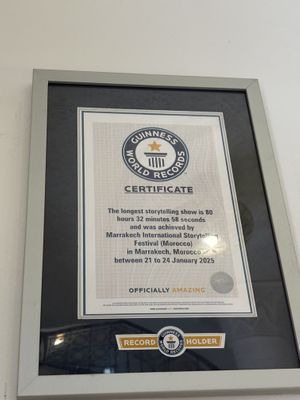 GUINNESS
WORLD RECORDS
CERTIFICATE
The longest storytelling show is 80
hours 32 minutes 58 seconds
and was achieved by
Marrakech International Storytelling
Festival (Morocco)
in Marrakech, Morocco
between 21 to 24 January 2025
OFFICIALLY AMAZING
RECORD HOLDER